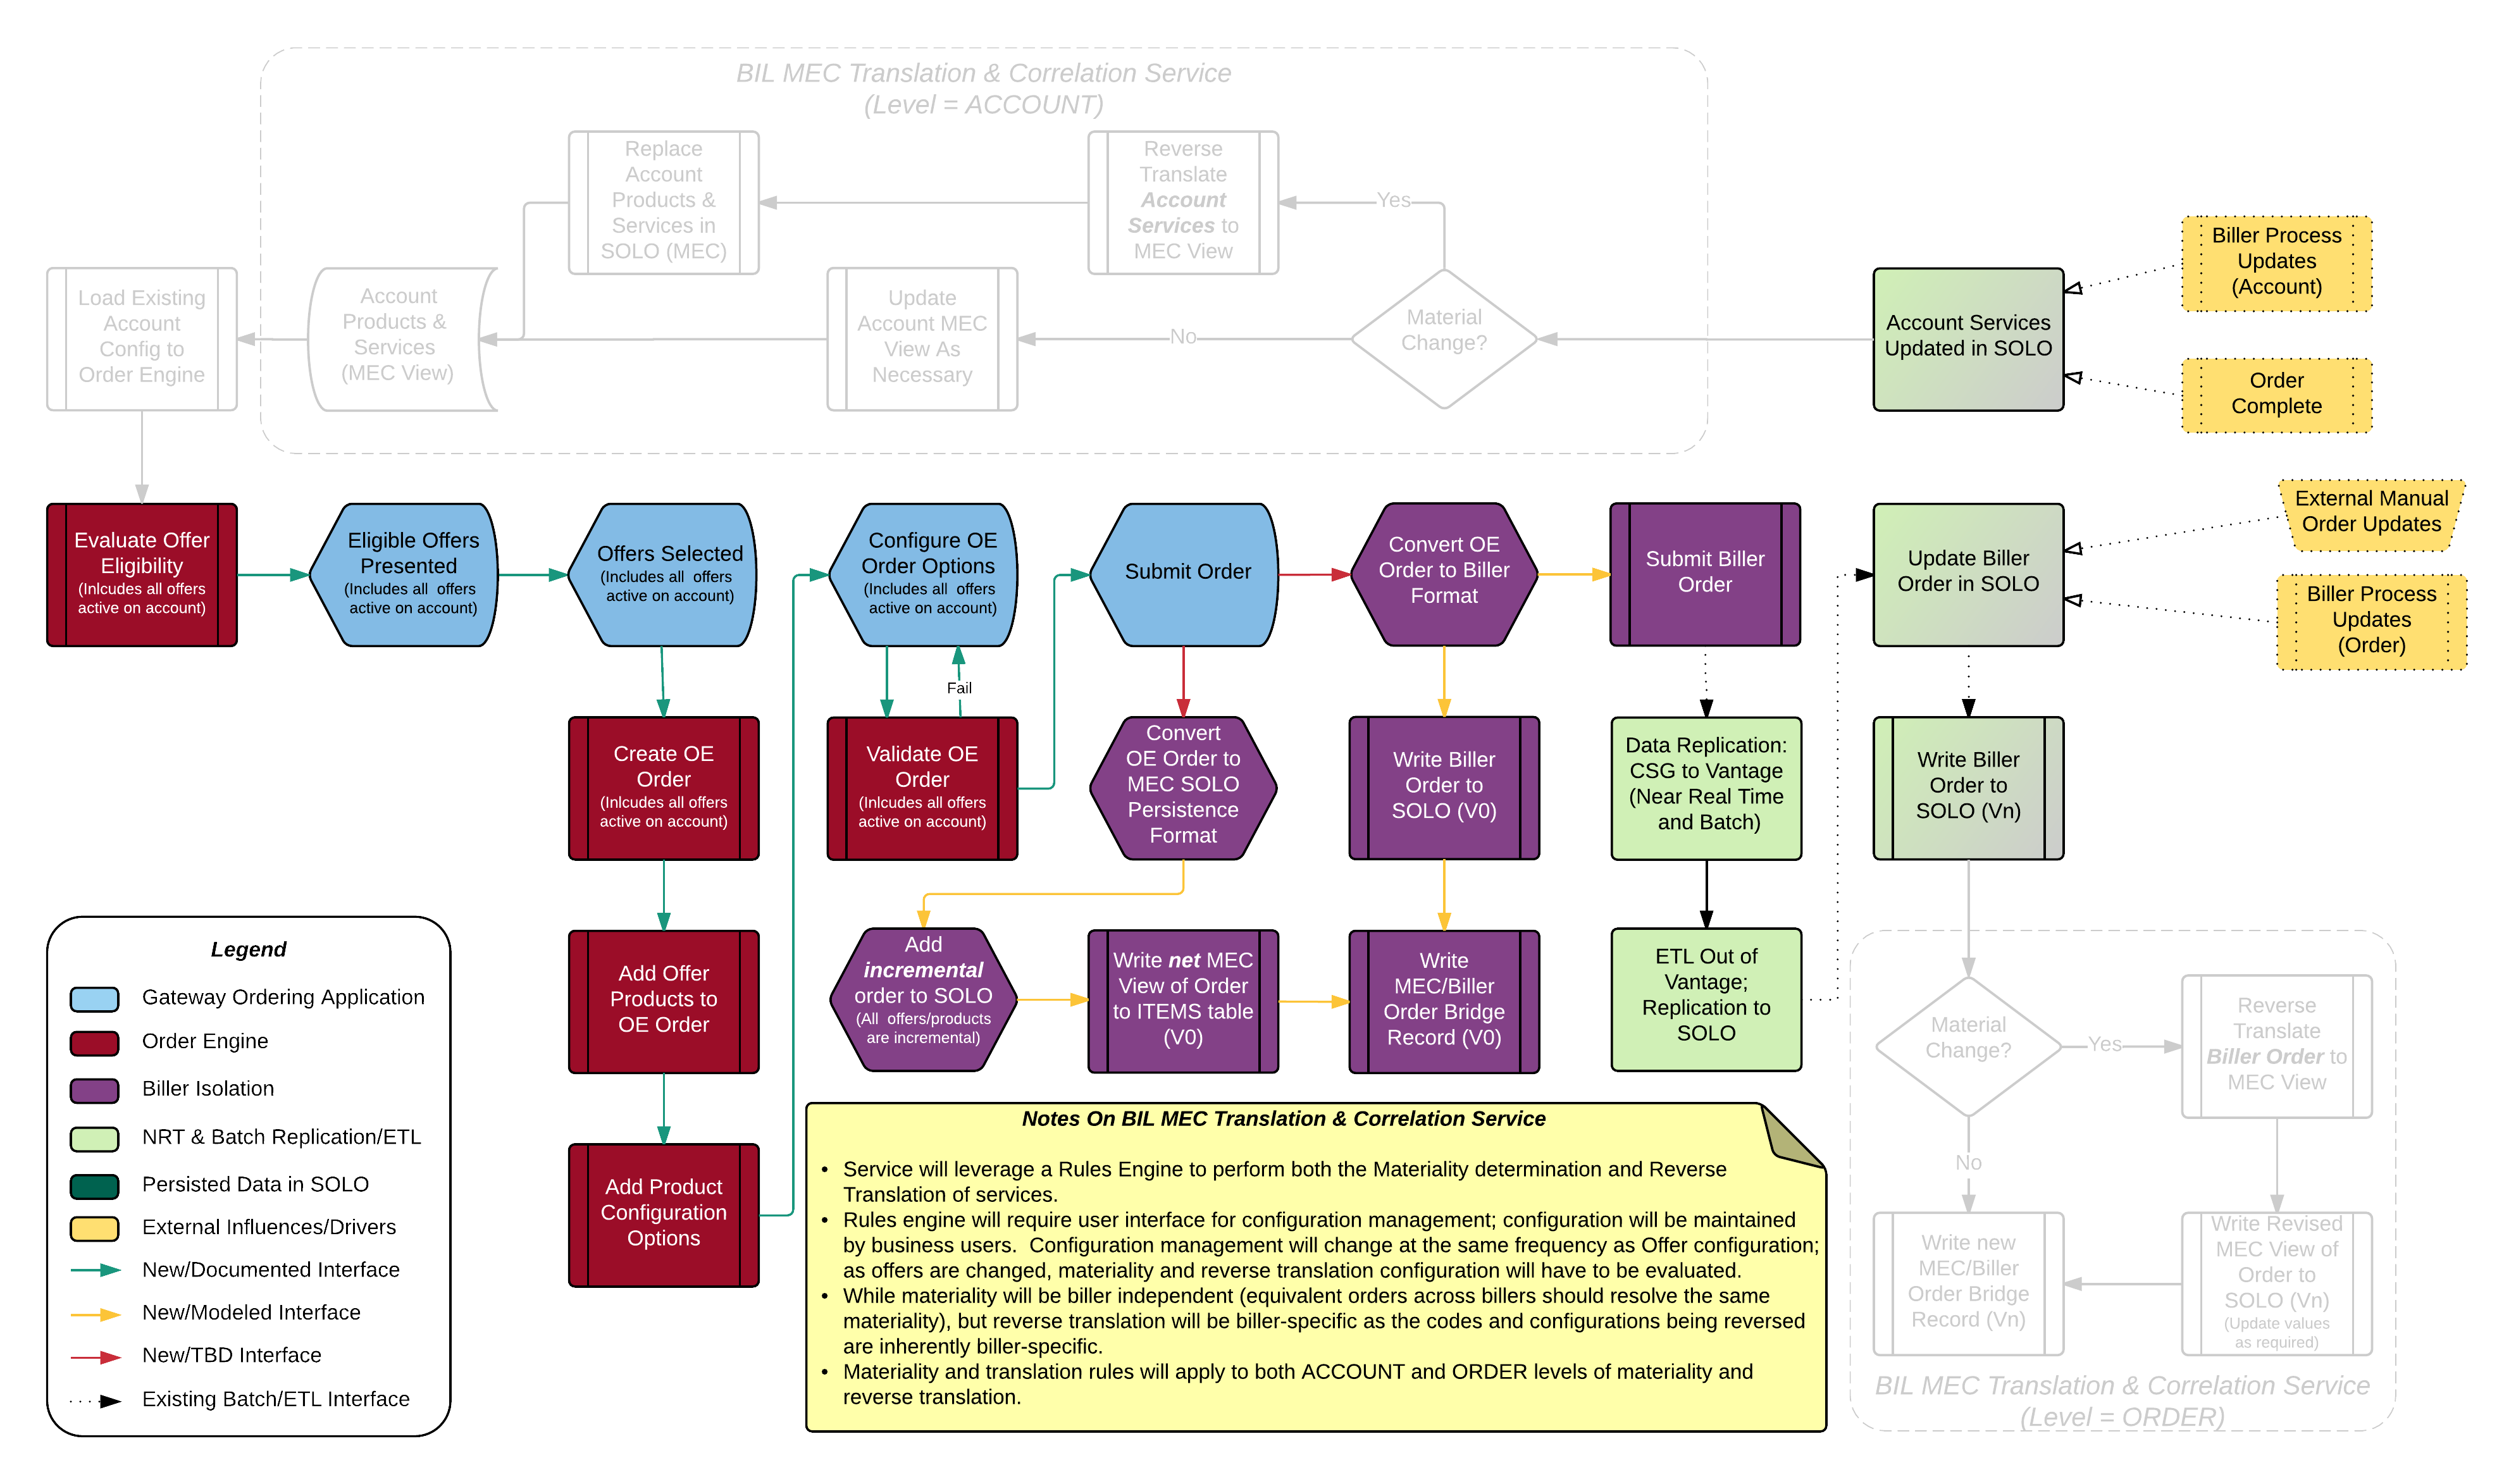 BIL MEC Translation & Correlation Service
(Level = ACCOUNT)
Replace
Account
Products &
Services in
SOLO (MEC)
Reverse
Translate
Account
Services to
MEC View
Yes
Biller Process
Updates
(Account)
Load Existing
Account
Config to
Order Engine
Account
Products &
Services
(MEC View)
Update
Account MEC
View As
Necessary
No
Material
Change?
Account Services
Updated in SOLO
Order
Complete
Evaluate Offer
Eligibility
(Inlcudes all offers
active on account)
Eligible Offers
Presented
(Includes all  offers
active on account)
Offers Selected
(Includes all  offers
active on account)
Configure OE
Order Options
(Includes all  offers
active on account)
Submit Order
Convert OE
Order to Biller
Format
Submit Biller
Order
Update Biller
Order in SOLO
External Manual
Order Updates
Biller Process
Updates
(Order)
Fail
Create OE
Order
(Inlcudes all offers
active on account)
Validate OE
Order
(Inlcudes all offers
active on account)
Convert
OE Order to
MEC SOLO
Persistence
Format
Write Biller
Order to
SOLO (V0)
Data Replication:
CSG to Vantage
(Near Real Time
and Batch)
Write Biller
Order to
SOLO (Vn)
Add Offer
Products to
OE Order
Add
incremental
order to SOLO
(All  offers/products
are incremental)
Write net MEC
View of Order
to ITEMS table
(V0)
Write
MEC/Biller
Order Bridge
Record (V0)
ETL Out of
Vantage;
Replication to
SOLO
Material
Change?
Yes
Reverse
Translate
Biller Order to
MEC View
No
Add Product
Configuration
Options
Write new
MEC/Biller
Order Bridge
Record (Vn)
Write Revised
MEC View of
Order to
SOLO (Vn)
(Update values
as required)
BIL MEC Translation & Correlation Service
(Level = ORDER)
Legend
Gateway Ordering Application
Order Engine
Biller Isolation
NRT & Batch Replication/ETL
Persisted Data in SOLO
External Influences/Drivers
New/Documented Interface
New/Modeled Interface
New/TBD Interface
Existing Batch/ETL Interface
Notes On BIL MEC Translation & Correlation Service
• Service will leverage a Rules Engine to perform both the Materiality determination and Reverse
Translation of services.
• Rules engine will require user interface for configuration management; configuration will be maintained
by business users.  Configuration management will change at the same frequency as Offer configuration;
as offers are changed, materiality and reverse translation configuration will have to be evaluated.
• While materiality will be biller independent (equivalent orders across billers should resolve the same
materiality), but reverse translation will be biller-specific as the codes and configurations being reversed
are inherently biller-specific.
• Materiality and translation rules will apply to both ACCOUNT and ORDER levels of materiality and
reverse translation.